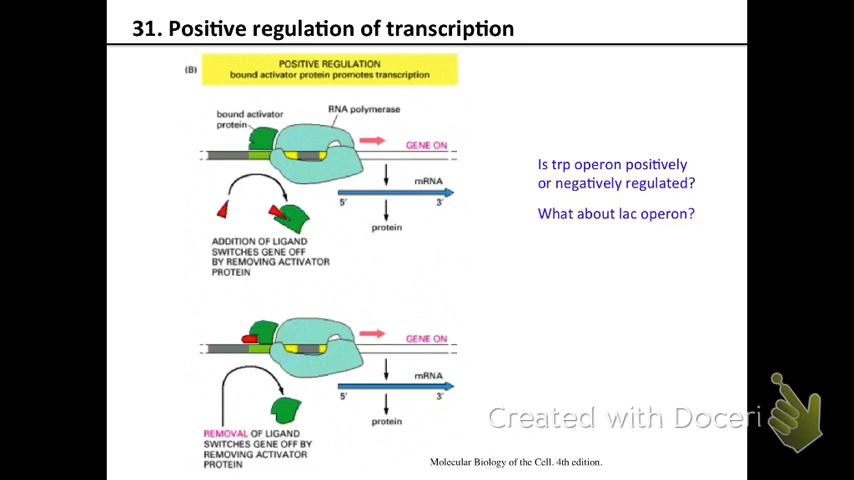 31. Positive regulation of transcription
(B)
POSITIVE REGULATION
bound activator protein promotes transcription
bound activator
protein
RNA polymerase
GENE ON
mRNA
5'
3'
protein
ADDITION OF LIGAND
SWITCHES GENE OFF
BY REMOVING ACTIVATOR
PROTEIN
Is trp operon positively
or negatively regulated?
What about lac operon?
GENE ON
mRNA
5'
3'
protein
REMOVAL OF LIGAND
SWITCHES GENE OFF BY
REMOVING ACTIVATOR
PROTEIN
Created with Doceri
Molecular Biology of the Cell. 4th edition.